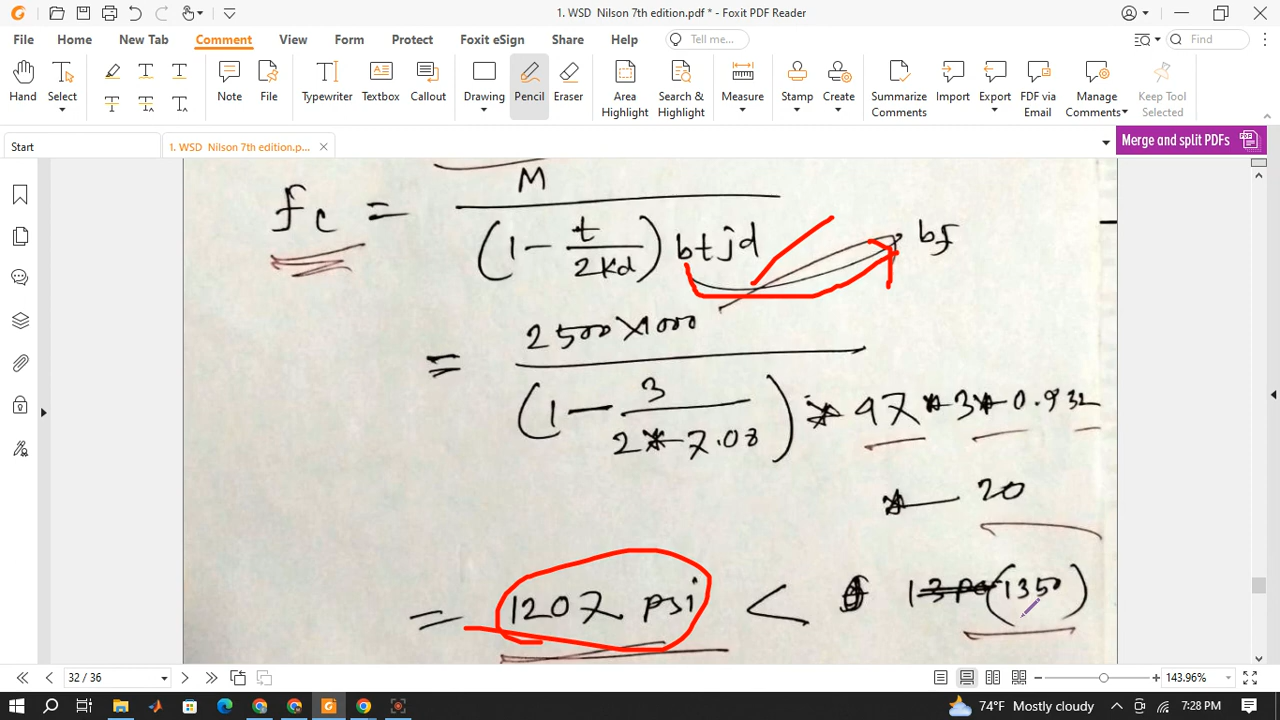 1. WSD Nilson 7th edition.pdf * - Foxit PDF Reader
File Home New Tab Comment View Form Protect Foxit eSign Share Help Tell me... Find
Hand Select Note File Typewriter Textbox Callout Drawing Pencil Eraser Area Highlight Search & Highlight Measure Stamp Create Summarize Comments Import Export PDF via Email Manage Comments Keep Tool Selected
Start 1. WSD Nilson 7th edition.p... Merge and split PDFs
M
fc = (1 - t/2kd) btjd bf
2500 X 1000
= (1 - 3/2*7.08) * 97 * 3 * 0.932
* 20
= 1207 psi < (1350)
32 / 36 143.96%
74°F Mostly cloudy 7:28 PM